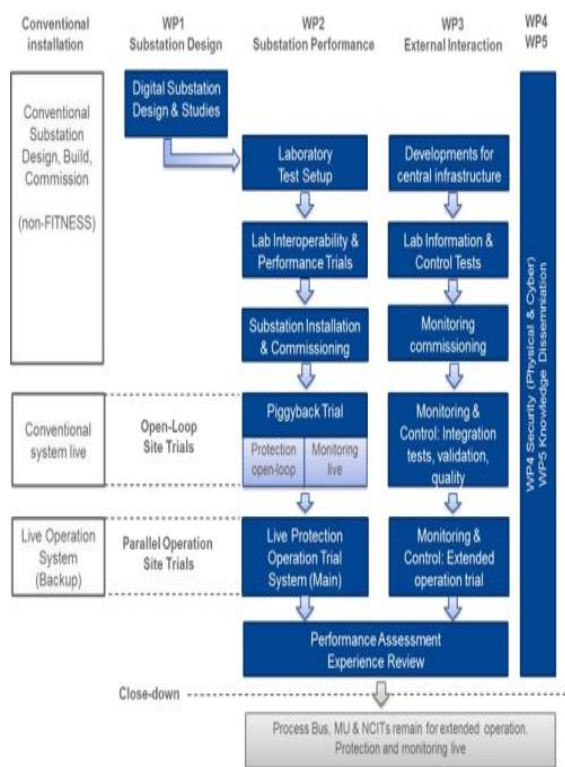 Conventional
installation
WP1
Substation Design
WP2
Substation Performance
WP3
External Interaction
WP4
WP5
Conventional
Substation
Design, Build,
Commission
(non-FITNESS)
Digital Substation
Design & Studies
Laboratory
Test Setup
Developments for
central infrastructure
Lab Interoperability &
Performance Trials
Lab Information &
Control Tests
Substation Installation
& Commissioning
Monitoring
commissioning
Conventional
system live
Open-Loop
Site Trials
Piggyback Trial
Protection
open-loop
Monitoring
live
Monitoring &
Control: Integration
tests, validation,
quality
Live Operation
System
(Backup)
Parallel Operation
Site Trials
Live Protection
Operation Trial
System (Main)
Monitoring &
Control: Extended
operation trial
Performance Assessment
Experience Review
WP4 Security (Physical & Cyber)
WP5 Knowledge Dissemniation
Close-down
Process Bus, MU & NCITs remain for extended operation.
Protection and monitoring live